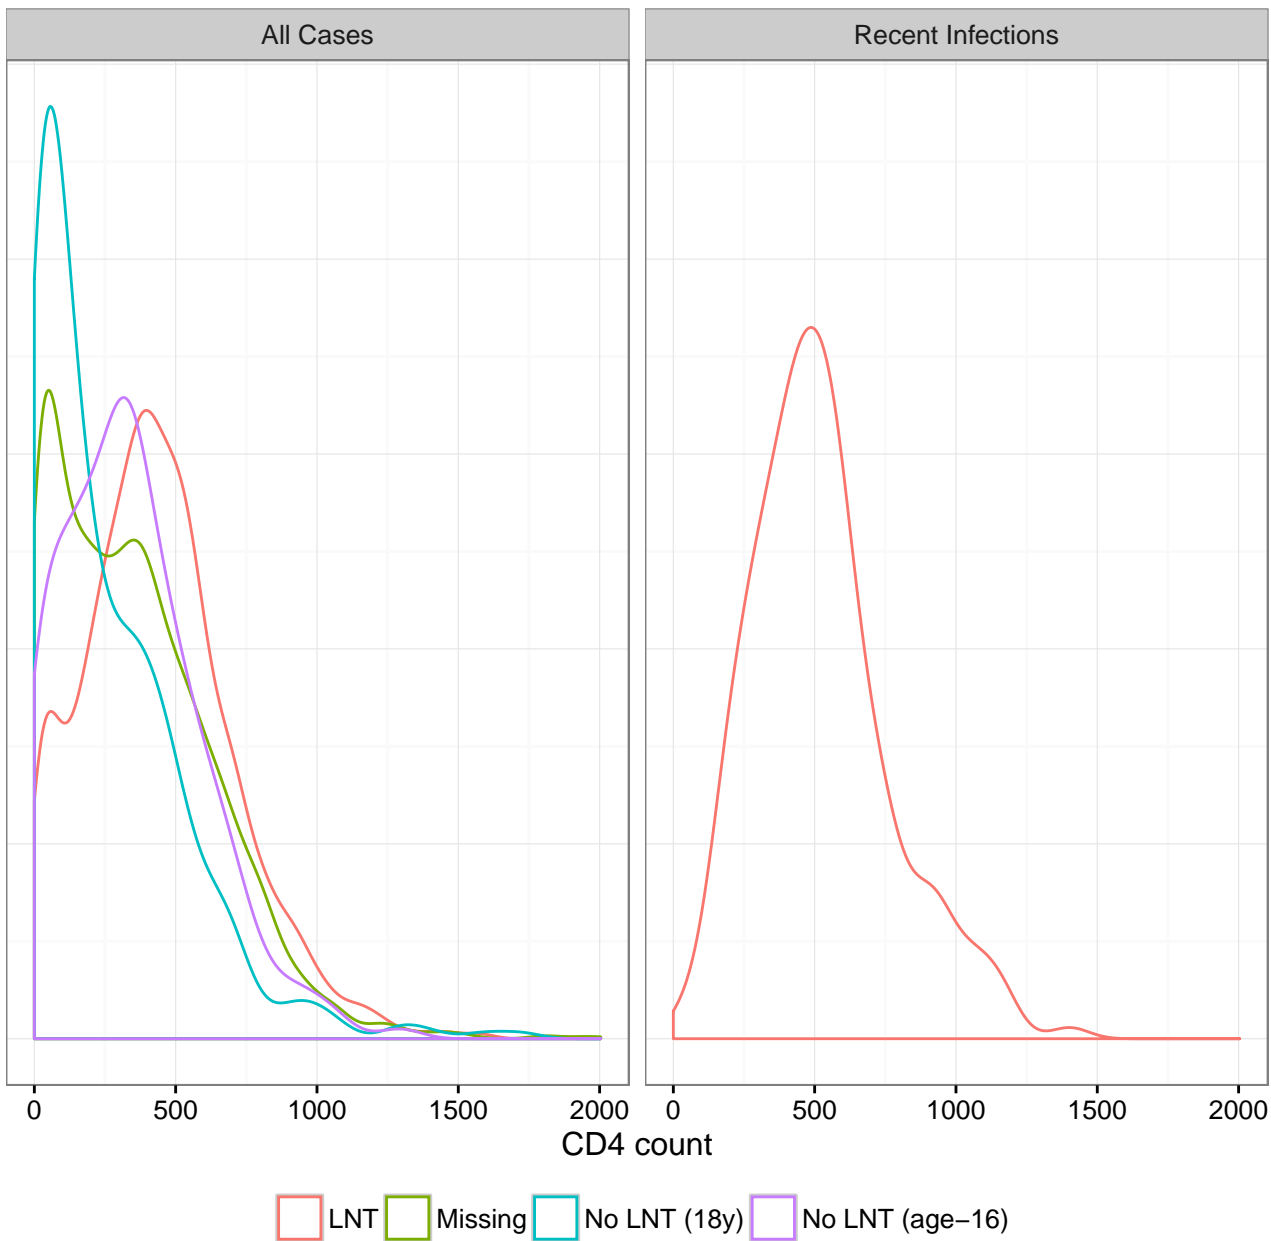 All Cases Recent Infections
0 500 1000 1500 2000 0 500 1000 1500 2000
CD4 count
LNT Missing No LNT (18y) No LNT (age−16)